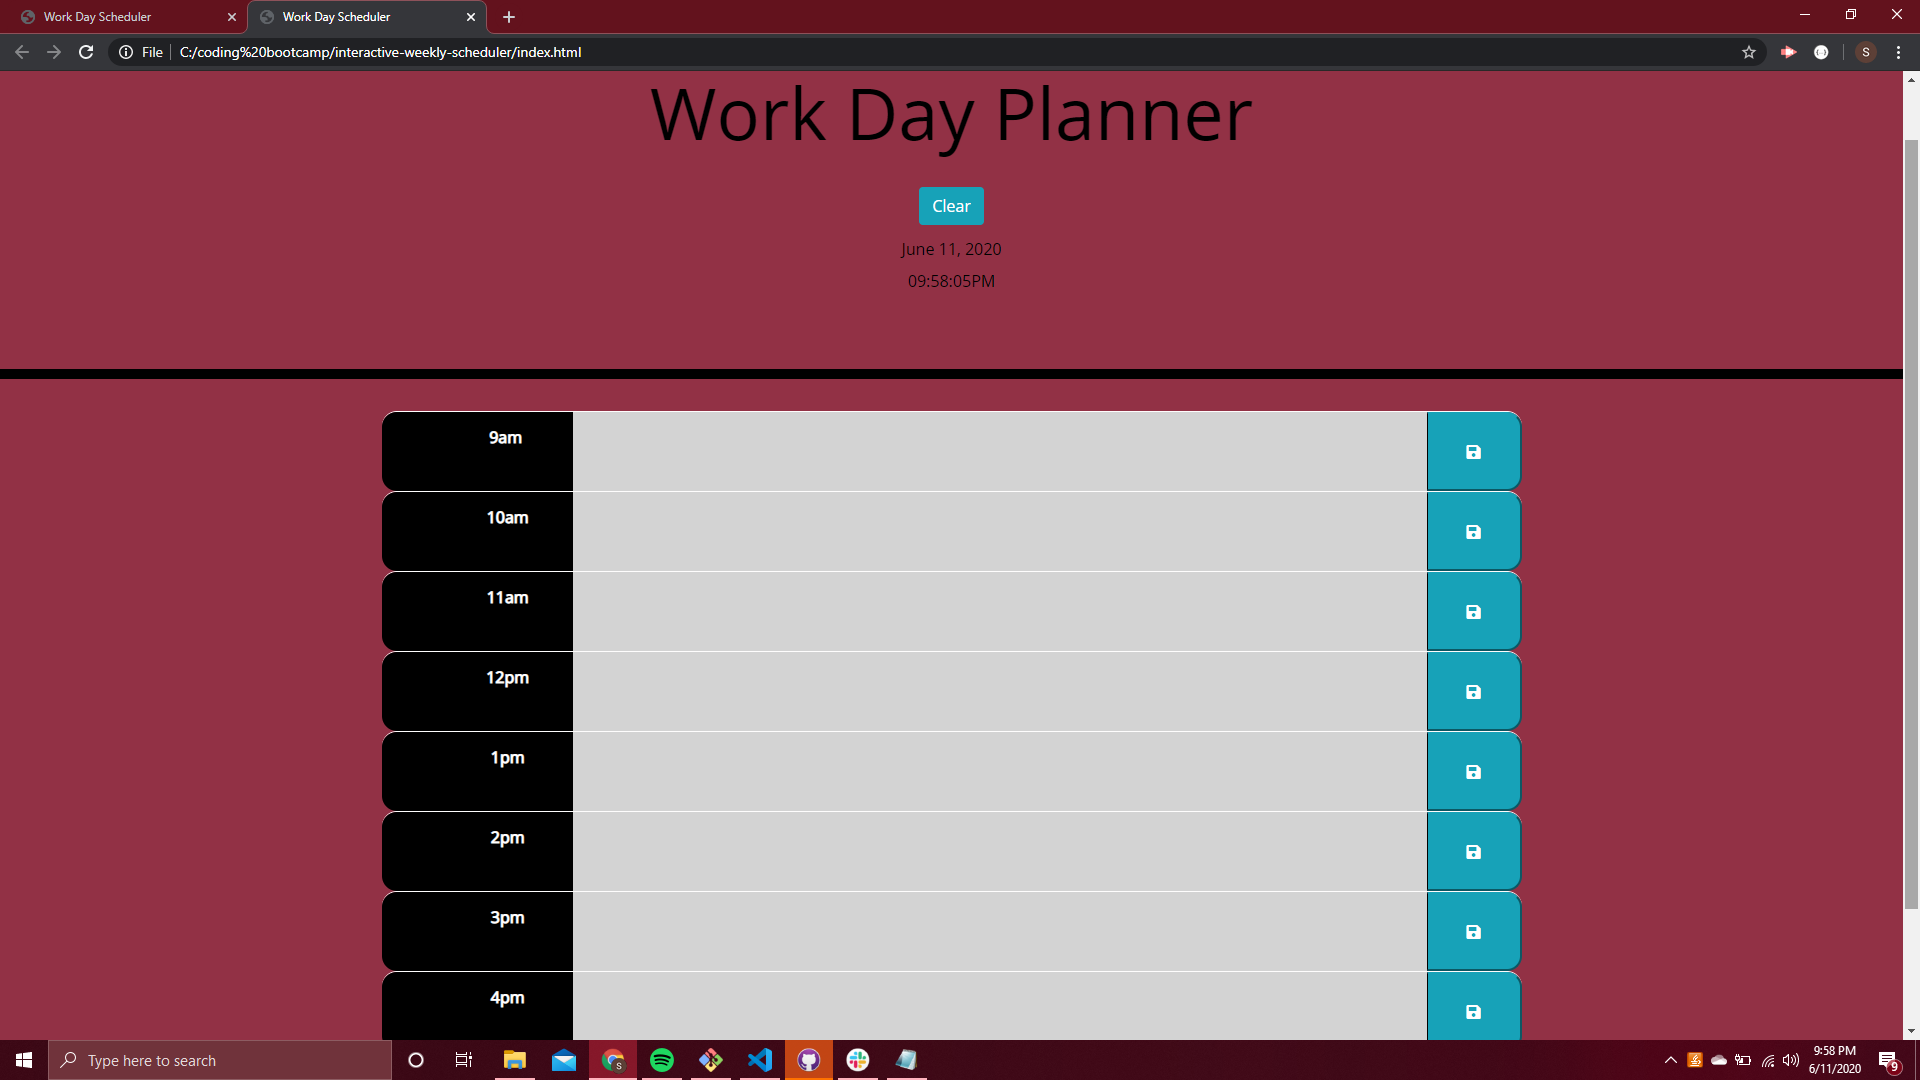 Work Day Scheduler
Work Day Scheduler
File
C:/coding%20bootcamp/interactive-weekly-scheduler/index.html
S
Work Day Planner
Clear
June 11, 2020
09:58:05PM
9am
10am
11am
12pm
1pm
2pm
3pm
4pm
Type here to search
S
9:58 PM
6/11/2020
9